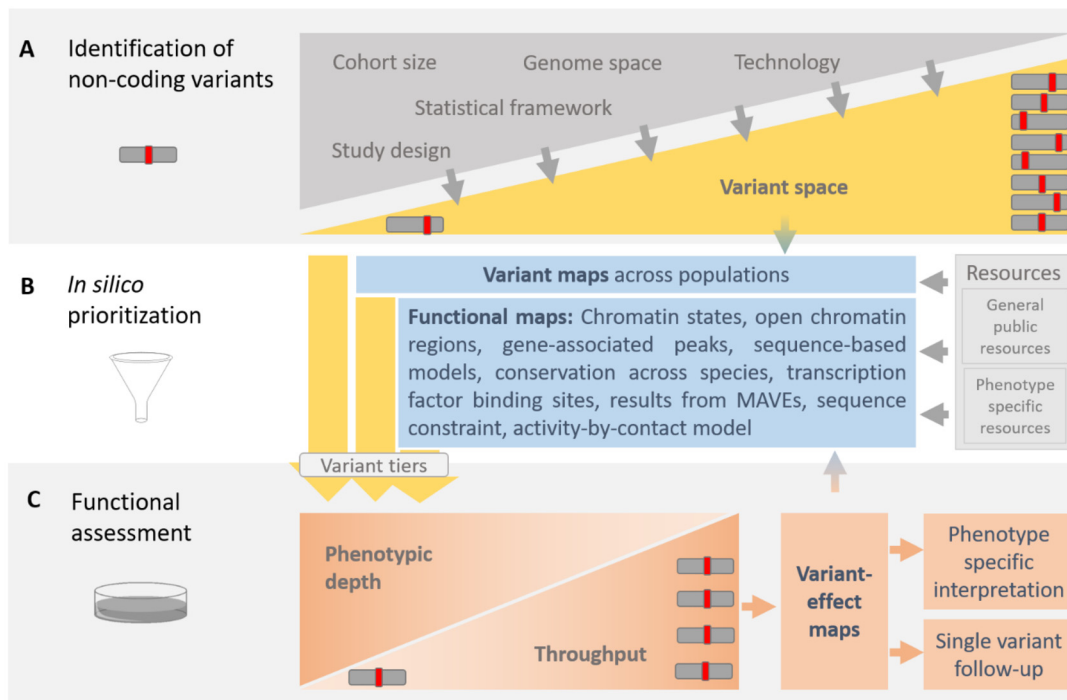 A
Identification of
non-coding variants
Cohort size
Genome space
Technology
Statistical framework
Study design
Variant space
B
In silico
prioritization
Variant maps across populations
Functional maps: Chromatin states, open chromatin
regions, gene-associated peaks, sequence-based
models, conservation across species, transcription
factor binding sites, results from MAVEs, sequence
constraint, activity-by-contact model
Resources
General
public
resources
Phenotype
specific
resources
Variant tiers
C
Functional
assessment
Phenotypic
depth
Throughput
Variant-
effect
maps
Phenotype
specific
interpretation
Single variant
follow-up